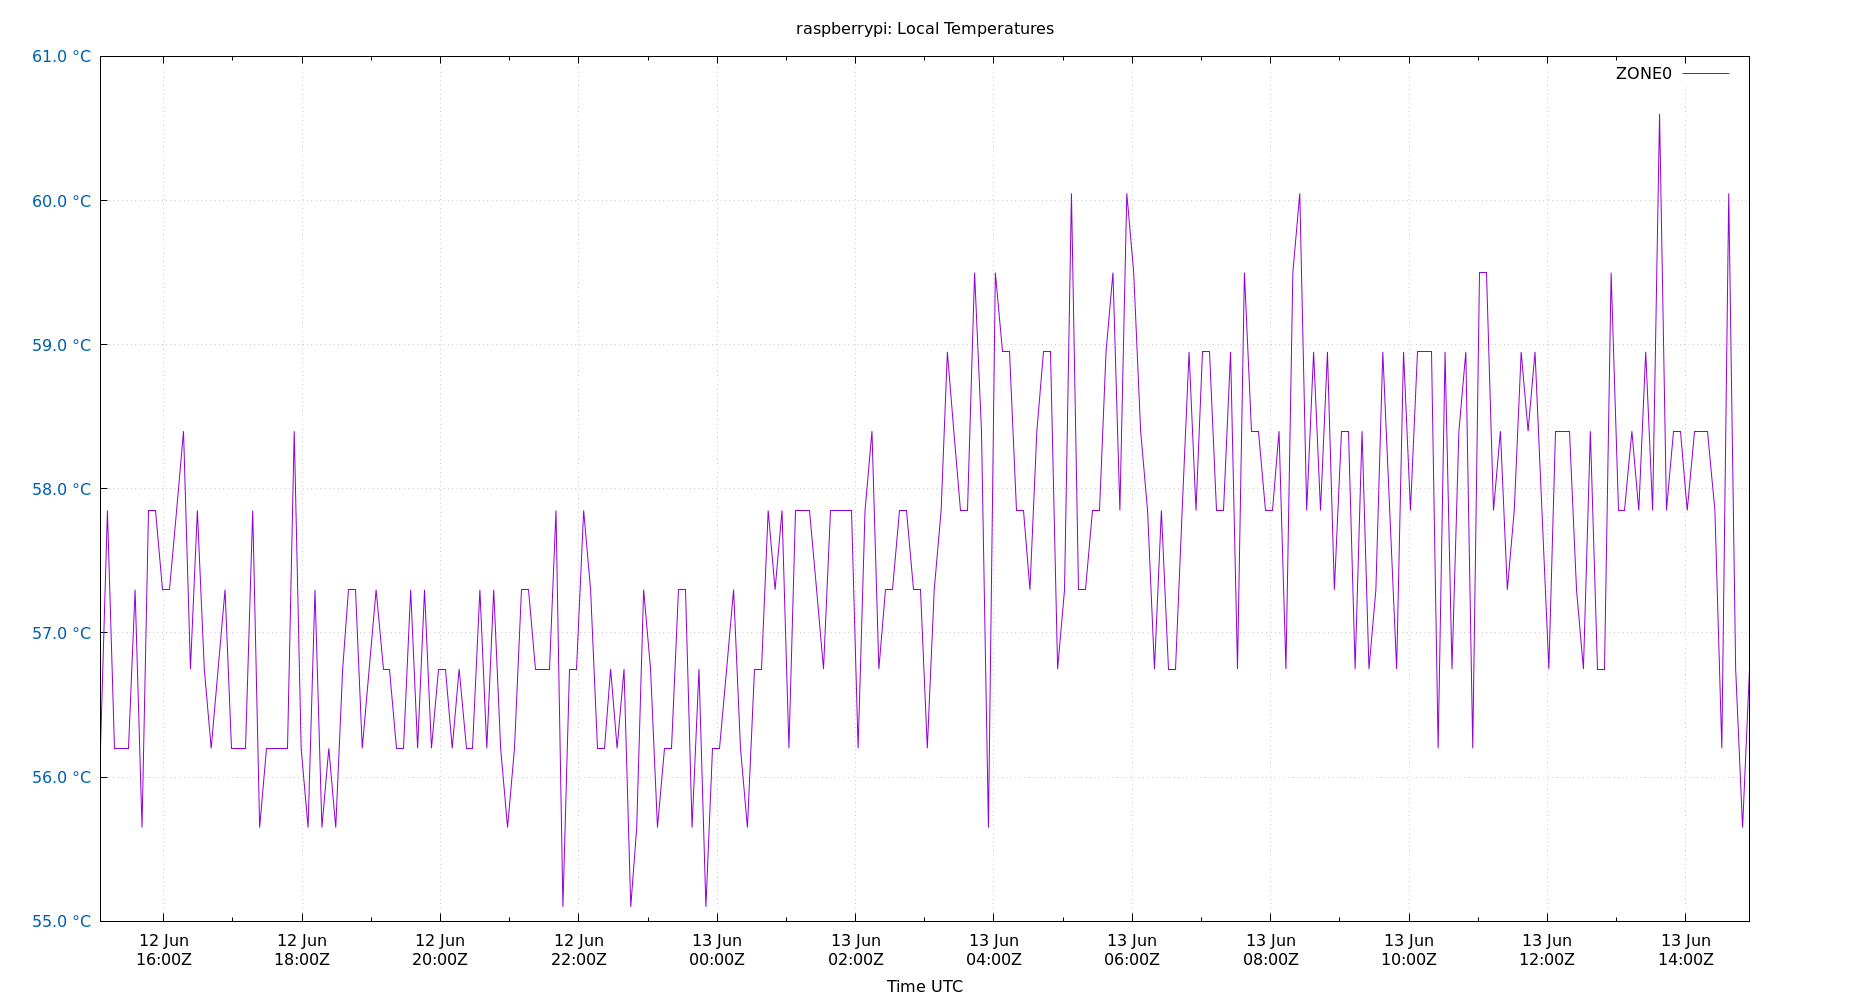 raspberrypi: Local Temperatures
61.0 °C
ZONE0
60.0 °C
59.0 °C
58.0 °C
57.0 °C
56.0 °C
55.0 °C
12 Jun 12 Jun 12 Jun 12 Jun 13 Jun 13 Jun 13 Jun 13 Jun 13 Jun 13 Jun 13 Jun 13 Jun
16:00Z 18:00Z 20:00Z 22:00Z 00:00Z 02:00Z 04:00Z 06:00Z 08:00Z 10:00Z 12:00Z 14:00Z
Time UTC